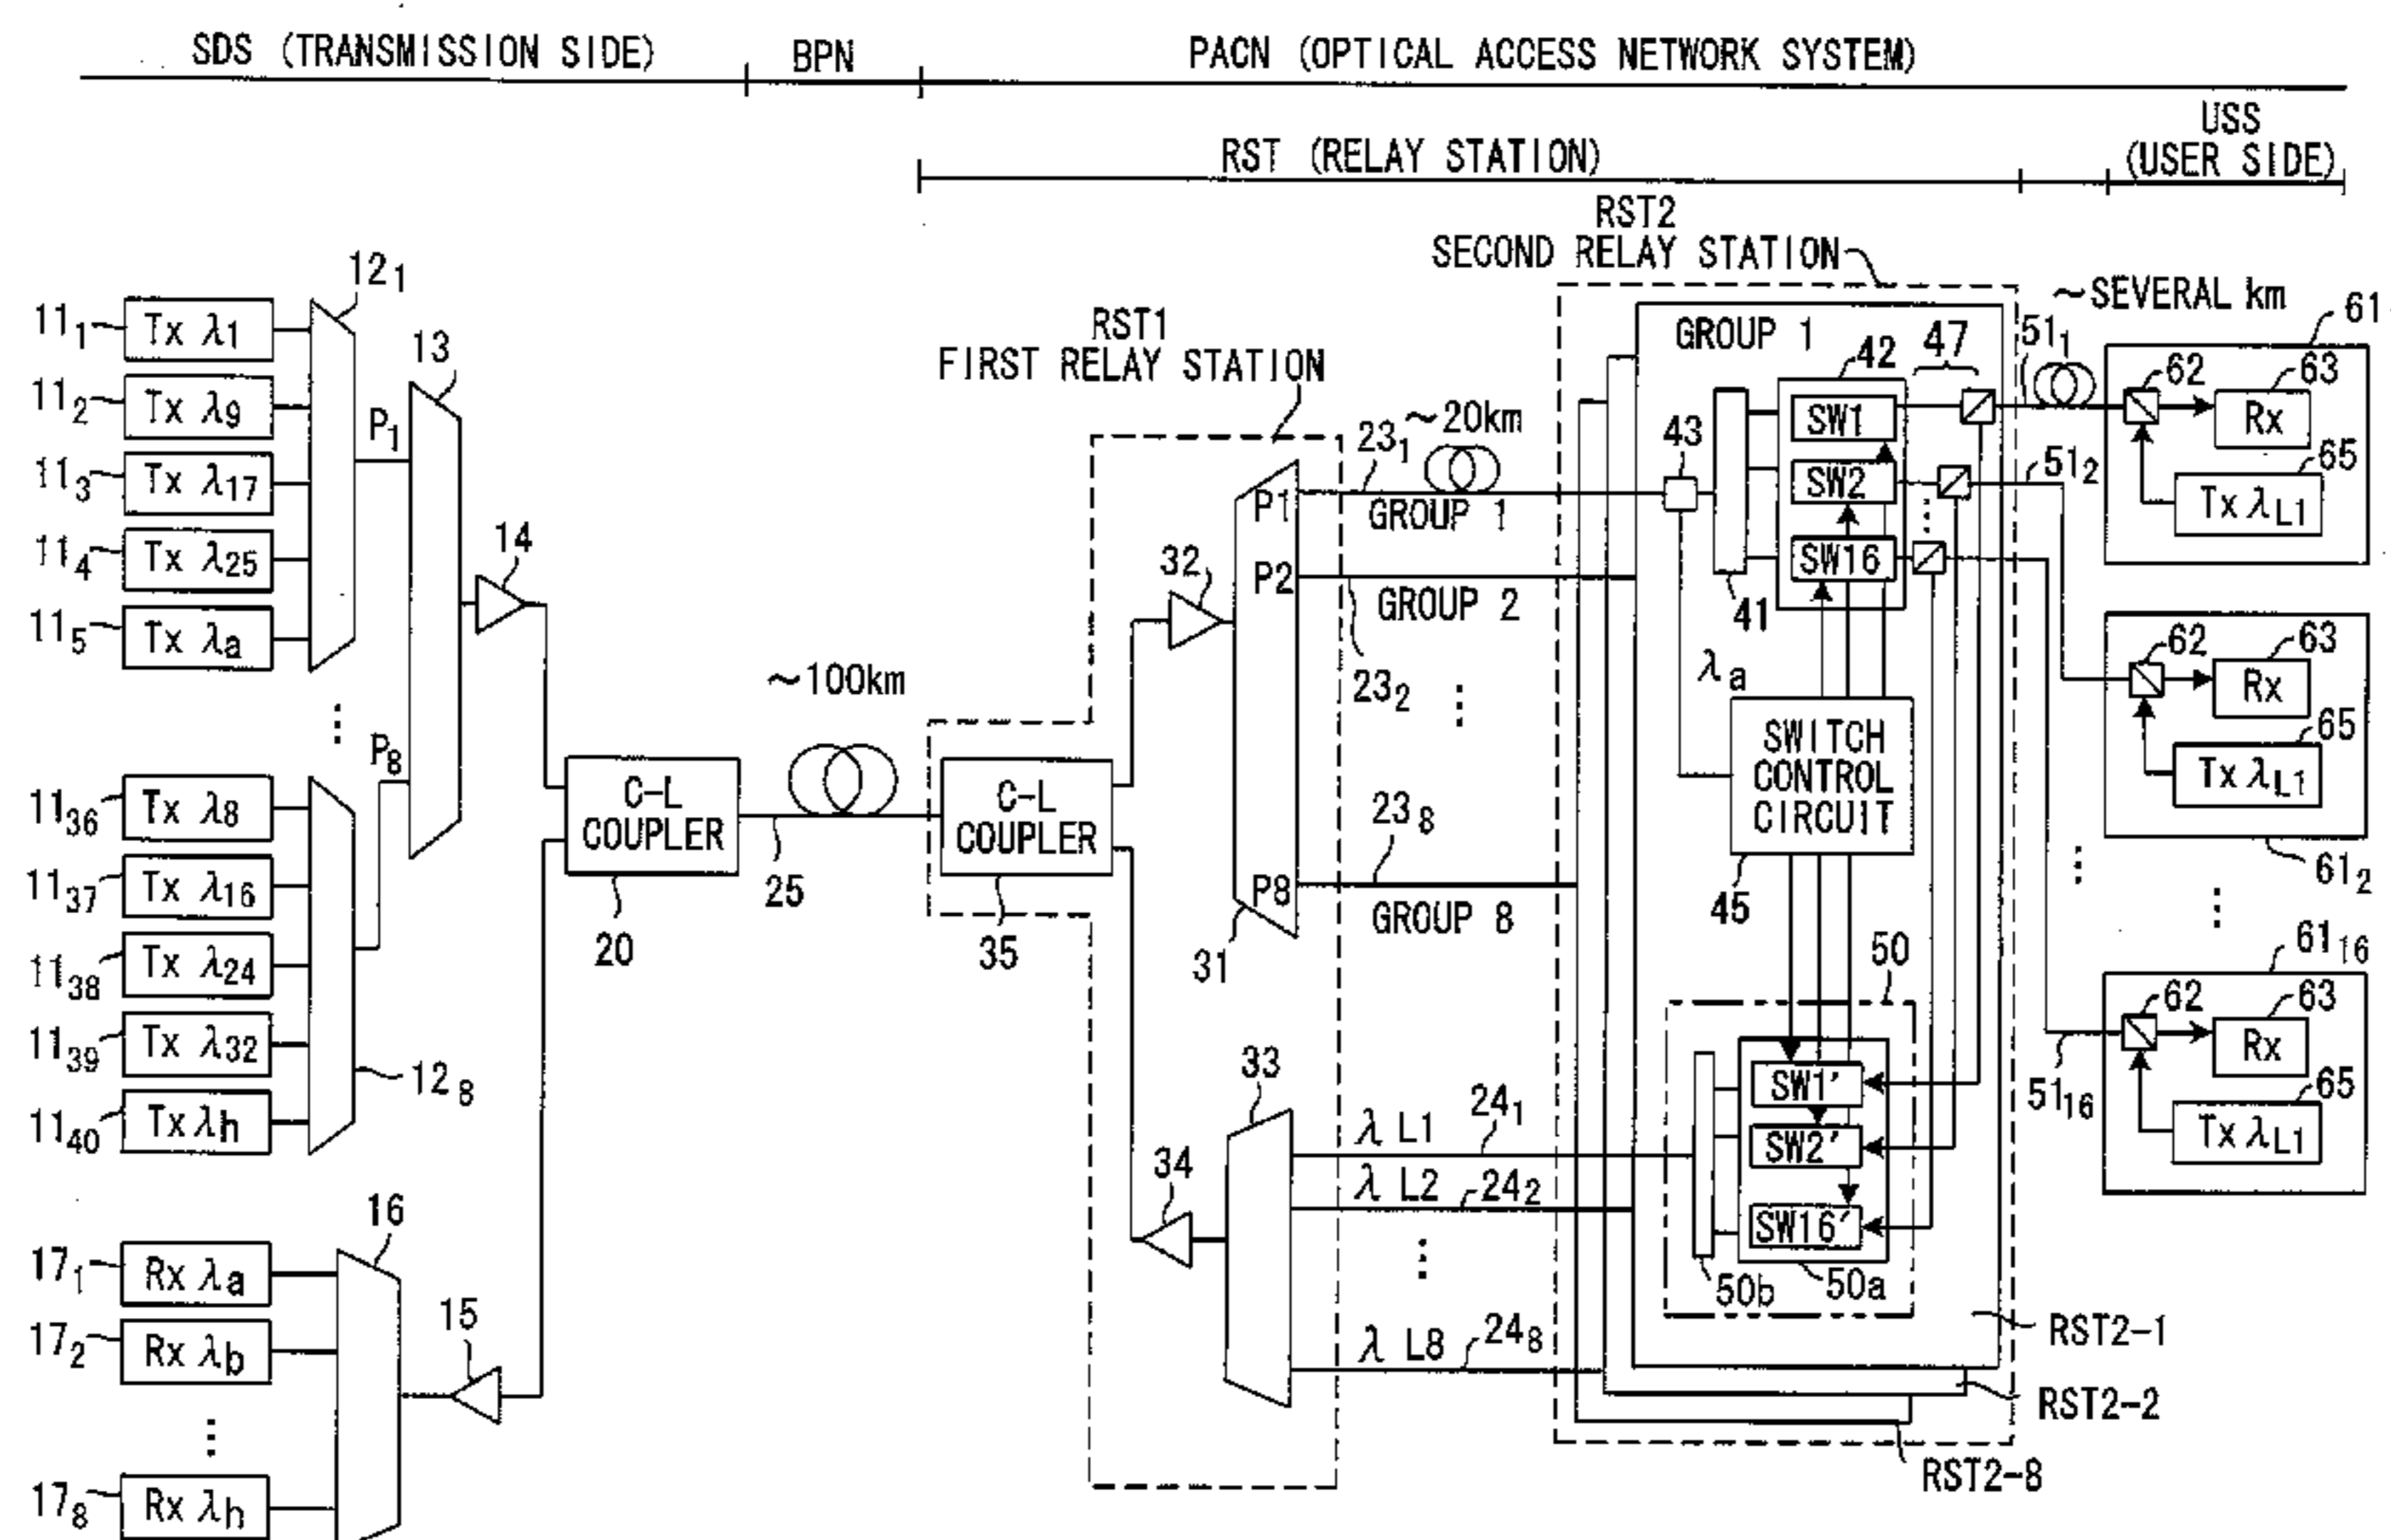 SDS (TRANSMISSION SIDE)
BPN
PACN (OPTICAL ACCESS NETWORK SYSTEM)
RST (RELAY STATION)
USS
(USER SIDE)
RST2
SECOND RELAY STATION
~SEVERAL km
RST1
FIRST RELAY STATION
11₁
Tx λ1
12₁
11₂
Tx λ9
11₃
Tx λ17
11₄
Tx λ25
11₅
Tx λa
13
P₁
P₈
14
11₃₆
Tx λ8
11₃₇
Tx λ16
11₃₈
Tx λ24
11₃₉
Tx λ32
11₄₀
Tx λh
12₈
17₁
Rx λa
17₂
Rx λb
17₈
Rx λh
16
15
C-L
COUPLER
20
~100km
25
C-L
COUPLER
35
32
P1
P2
P8
31
33
34
23₁
~20km
GROUP 1
GROUP 2
23₂
23₈
GROUP 8
λ L1
24₁
λ L2
24₂
λ L8
24₈
GROUP 1
42
47
43
SW1
SW2
SW16
41
λa
SWITCH
CONTROL
CIRCUIT
45
50
SW1'
SW2'
SW16'
50b
50a
RST2-1
RST2-2
RST2-8
51₁
51₂
51₁₆
61
62
63
Rx
65
Tx λL1
62
63
Rx
65
Tx λL1
61₂
61₁₆
62
63
Rx
65
Tx λL1